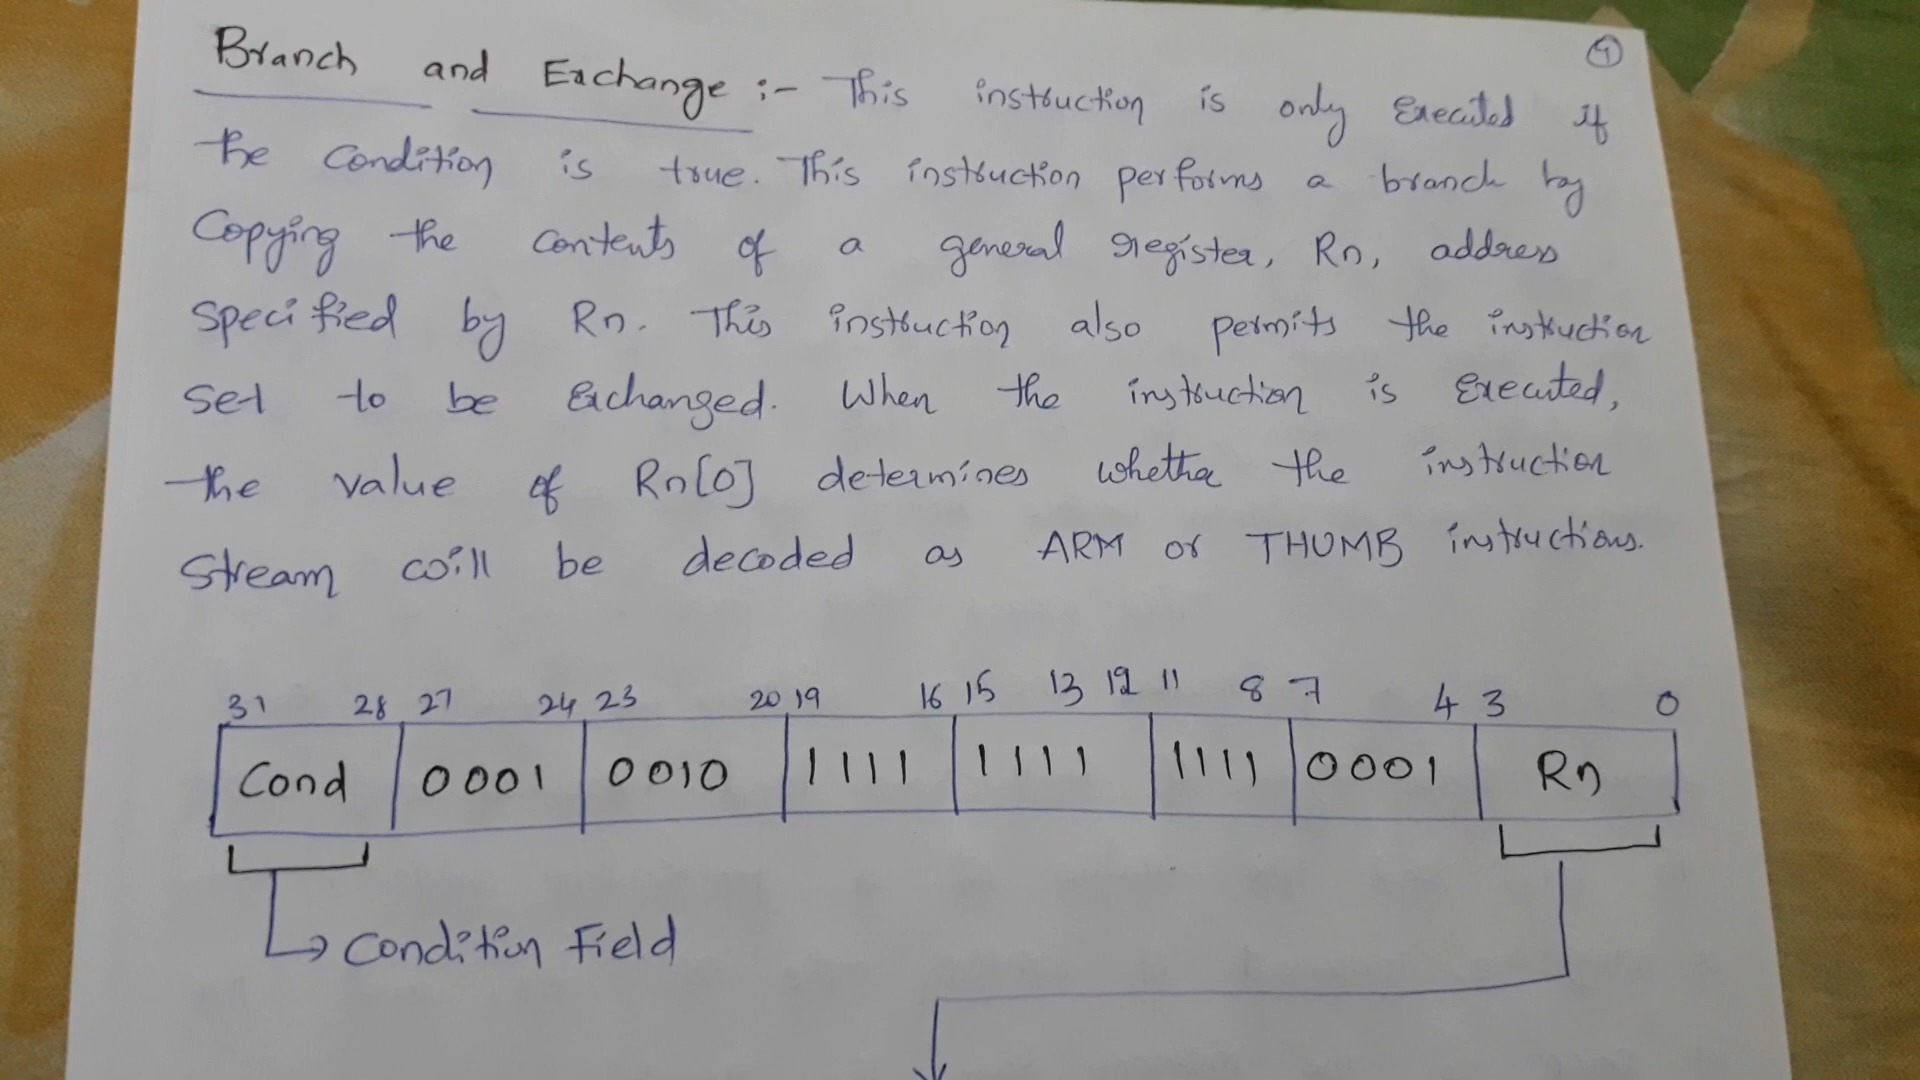 1
Branch and Exchange :- This instruction is only Executed if
the Condition is true. This instruction performs a branch by
Copying the Contents of a general register, Rn, address
Specified by Rn. This instruction also permits the instruction
Set to be Exchanged. When the instruction is Executed,
the value of Rn[0] determines whether the instruction
Stream will be decoded as ARM or THUMB instructions.
31 28 27 24 23 20 19 16 15 13 12 11 8 7 4 3 0
Cond 0001 0010 1111 1111 1111 0001 Rn
Condition Field